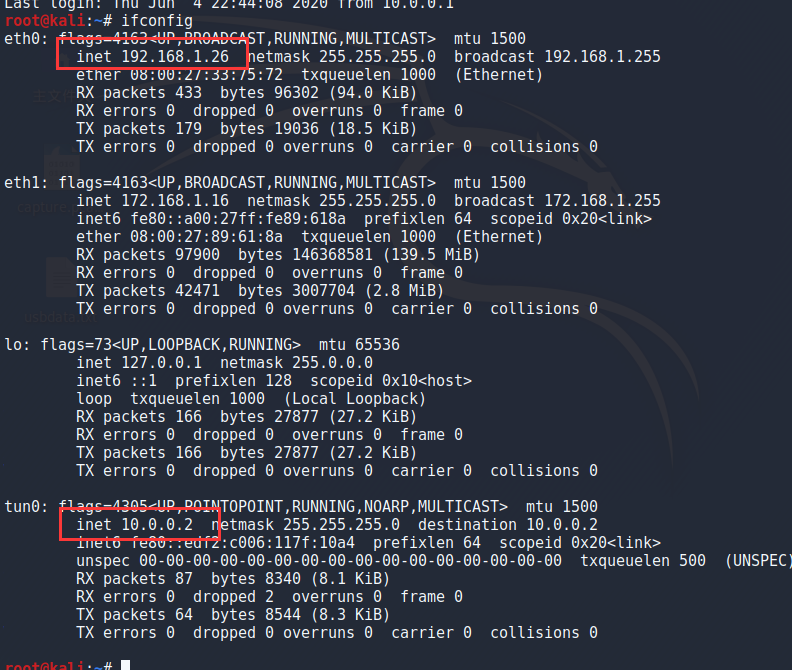 Last login: Thu Jun  4 22:44:08 2020 from 10.0.0.1
root@kali:~# ifconfig
eth0: flags=4163<UP,BROADCAST,RUNNING,MULTICAST>  mtu 1500
inet 192.168.1.26  netmask 255.255.255.0  broadcast 192.168.1.255
ether 08:00:27:33:75:72  txqueuelen 1000  (Ethernet)
RX packets 433  bytes 96302 (94.0 KiB)
RX errors 0  dropped 0  overruns 0  frame 0
TX packets 179  bytes 19036 (18.5 KiB)
TX errors 0  dropped 0 overruns 0  carrier 0  collisions 0
eth1: flags=4163<UP,BROADCAST,RUNNING,MULTICAST>  mtu 1500
inet 172.168.1.16  netmask 255.255.255.0  broadcast 172.168.1.255
inet6 fe80::a00:27ff:fe89:618a  prefixlen 64  scopeid 0x20<link>
ether 08:00:27:89:61:8a  txqueuelen 1000  (Ethernet)
RX packets 97900  bytes 146368581 (139.5 MiB)
RX errors 0  dropped 0  overruns 0  frame 0
TX packets 42471  bytes 3007704 (2.8 MiB)
TX errors 0  dropped 0 overruns 0  carrier 0  collisions 0
lo: flags=73<UP,LOOPBACK,RUNNING>  mtu 65536
inet 127.0.0.1  netmask 255.0.0.0
inet6 ::1  prefixlen 128  scopeid 0x10<host>
loop  txqueuelen 1000  (Local Loopback)
RX packets 166  bytes 27877 (27.2 KiB)
RX errors 0  dropped 0  overruns 0  frame 0
TX packets 166  bytes 27877 (27.2 KiB)
TX errors 0  dropped 0 overruns 0  carrier 0  collisions 0
tun0: flags=4305<UP,POINTOPOINT,RUNNING,NOARP,MULTICAST>  mtu 1500
inet 10.0.0.2  netmask 255.255.255.0  destination 10.0.0.2
inet6 fe80::edf2:c006:117f:10a4  prefixlen 64  scopeid 0x20<link>
unspec 00-00-00-00-00-00-00-00-00-00-00-00-00-00-00-00  txqueuelen 500  (UNSPEC)
RX packets 87  bytes 8340 (8.1 KiB)
RX errors 0  dropped 2  overruns 0  frame 0
TX packets 64  bytes 8544 (8.3 KiB)
TX errors 0  dropped 0 overruns 0  carrier 0  collisions 0
root@kali:~#